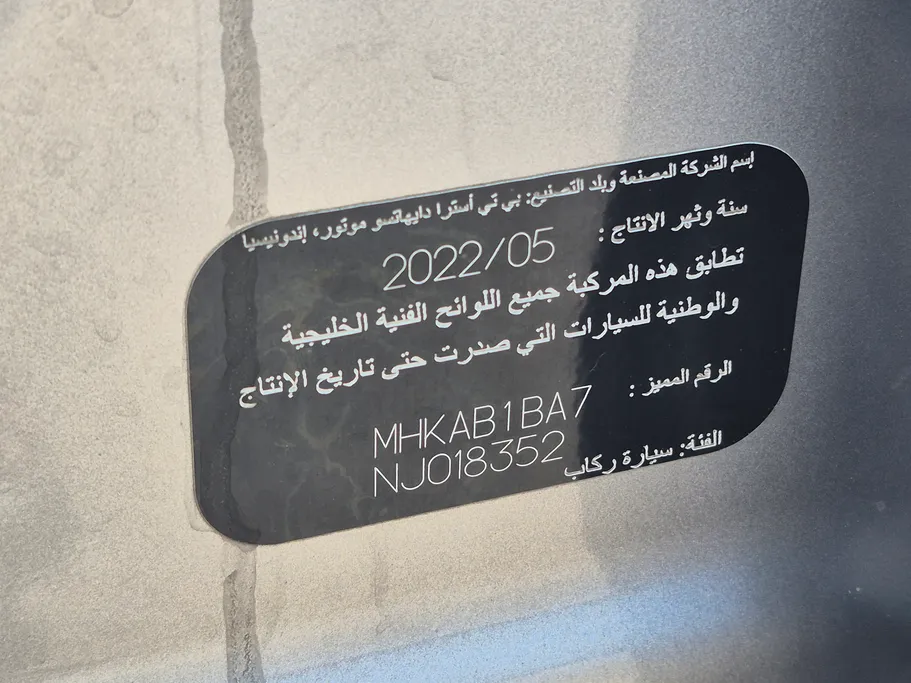 إسم الشركة المصنعة وبلد التصنيع: بي تي أسترا دايهاتسو موتور، إندونيسيا
سنة وشهر الانتاج :
2022/05
تطابق هذه المركبة جميع اللوائح الفنية الخليجية
والوطنية للسيارات التي صدرت حتى تاريخ الإنتاج
الرقم المميز :
MHKAB1BA7
NJ018352
الفئة: سيارة ركاب